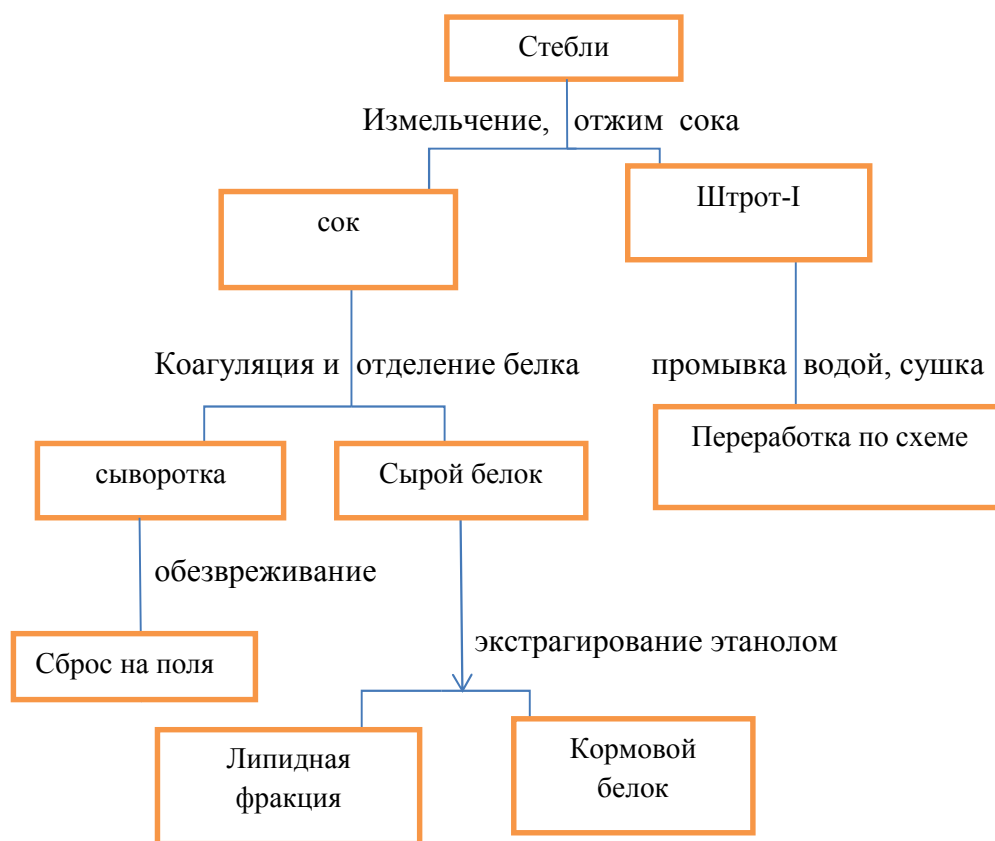 Стебли
Измельчение, отжим сока
сок
Штрот-I
Коагуляция и отделение белка
промывка водой, сушка
сыворотка
Сырой белок
Переработка по схеме
обезвреживание
экстрагирование этанолом
Сброс на поля
Липидная
фракция
Кормовой
белок